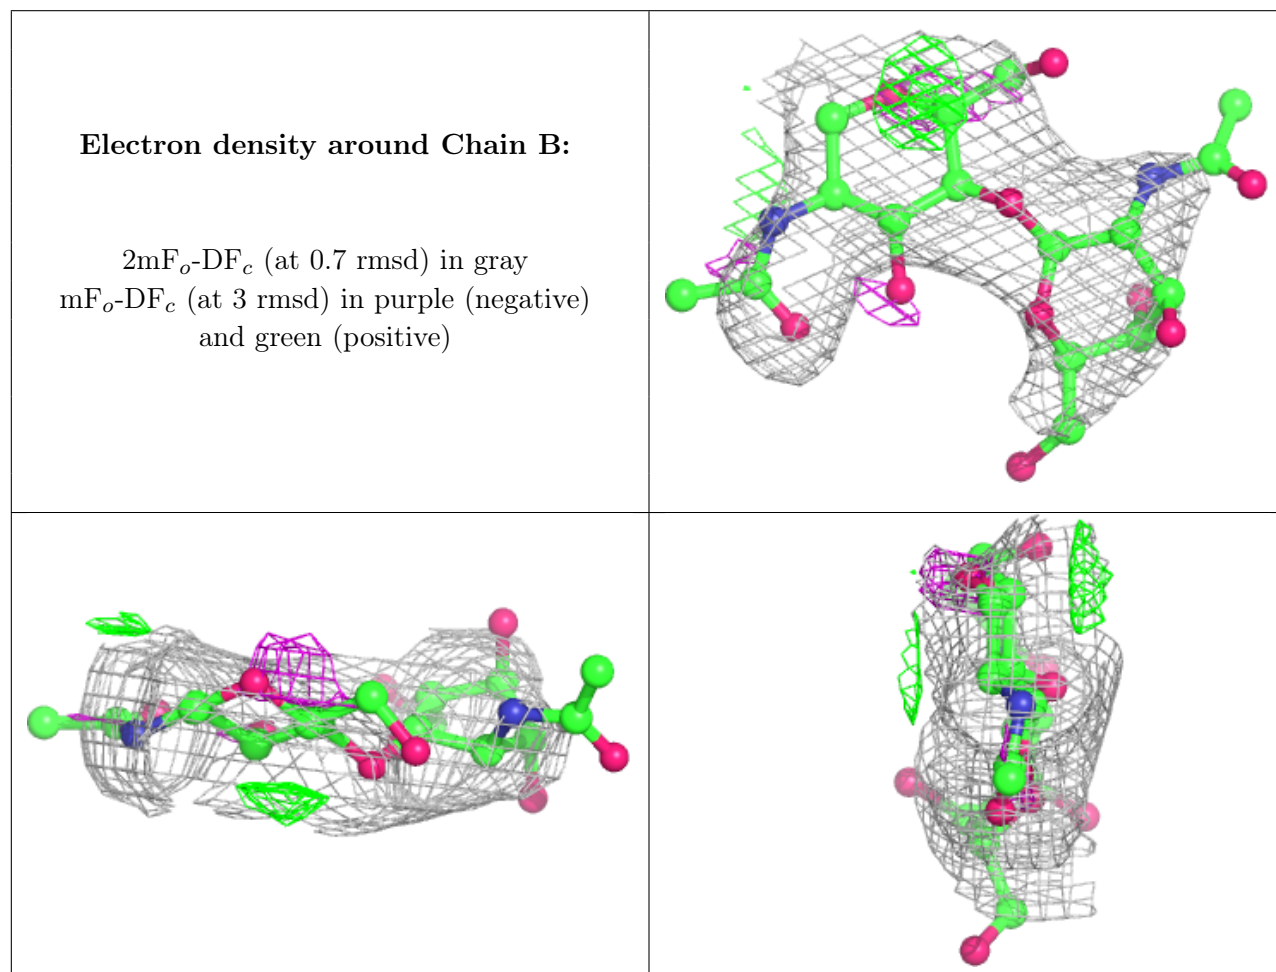 Electron density around Chain B:
2mFo-DFc (at 0.7 rmsd) in gray
mFo-DFc (at 3 rmsd) in purple (negative)
and green (positive)